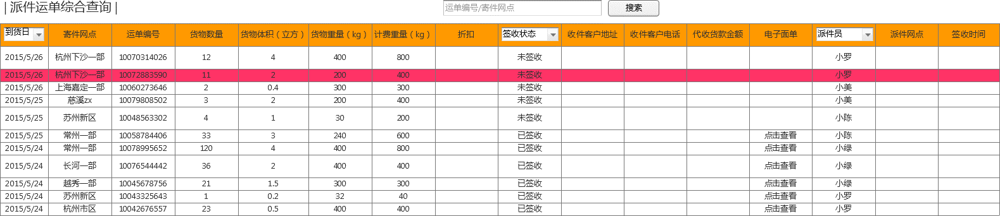 | 派件运单综合查询 |
运单编号/寄件网点 搜索
到货日 寄件网点 运单编号 货物数量 货物体积（立方） 货物重量（kg） 计费重量（kg） 折扣 签收状态 收件客户地址 收件客户电话 代收货款金额 电子面单 派件员 派件网点 签收时间
2015/5/26 杭州下沙一部 10070314026 12 4 400 800 未签收 小罗
2015/5/26 杭州下沙一部 10072883590 11 2 200 400 未签收 小罗
2015/5/26 上海嘉定一部 10060273646 2 0.4 300 300 未签收 小美
2015/5/25 慈溪zx 10079808502 3 2 200 400 未签收 小美
2015/5/25 苏州新区 10048563302 4 1 30 200 未签收 小陈
2015/5/25 常州一部 10058784406 33 3 240 600 已签收 点击查看 小陈
2015/5/24 常州一部 10078995652 120 4 400 800 已签收 点击查看 小绿
2015/5/24 长河一部 10076544442 36 2 400 400 已签收 点击查看 小绿
2015/5/24 越秀一部 10045678756 21 1.5 300 300 已签收 点击查看 小绿
2015/5/24 苏州新区 10043325643 1 0.2 32 40 已签收 点击查看 小罗
2015/5/24 杭州市区 10042676557 23 0.5 400 400 已签收 点击查看 小罗